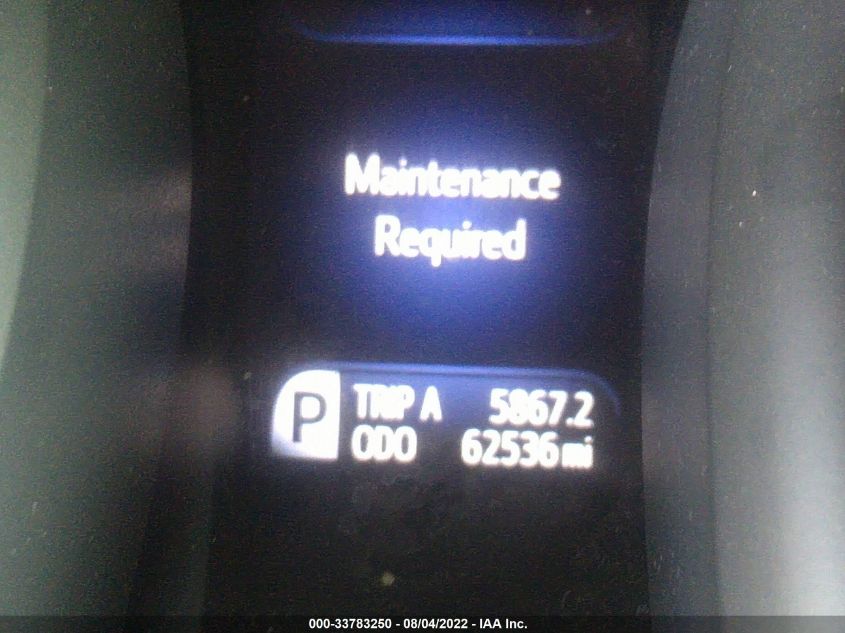 Maintenance
Required
P
TRIP A 5867.2
ODO 62536 mi
000-33783250 - 08/04/2022 - IAA Inc.